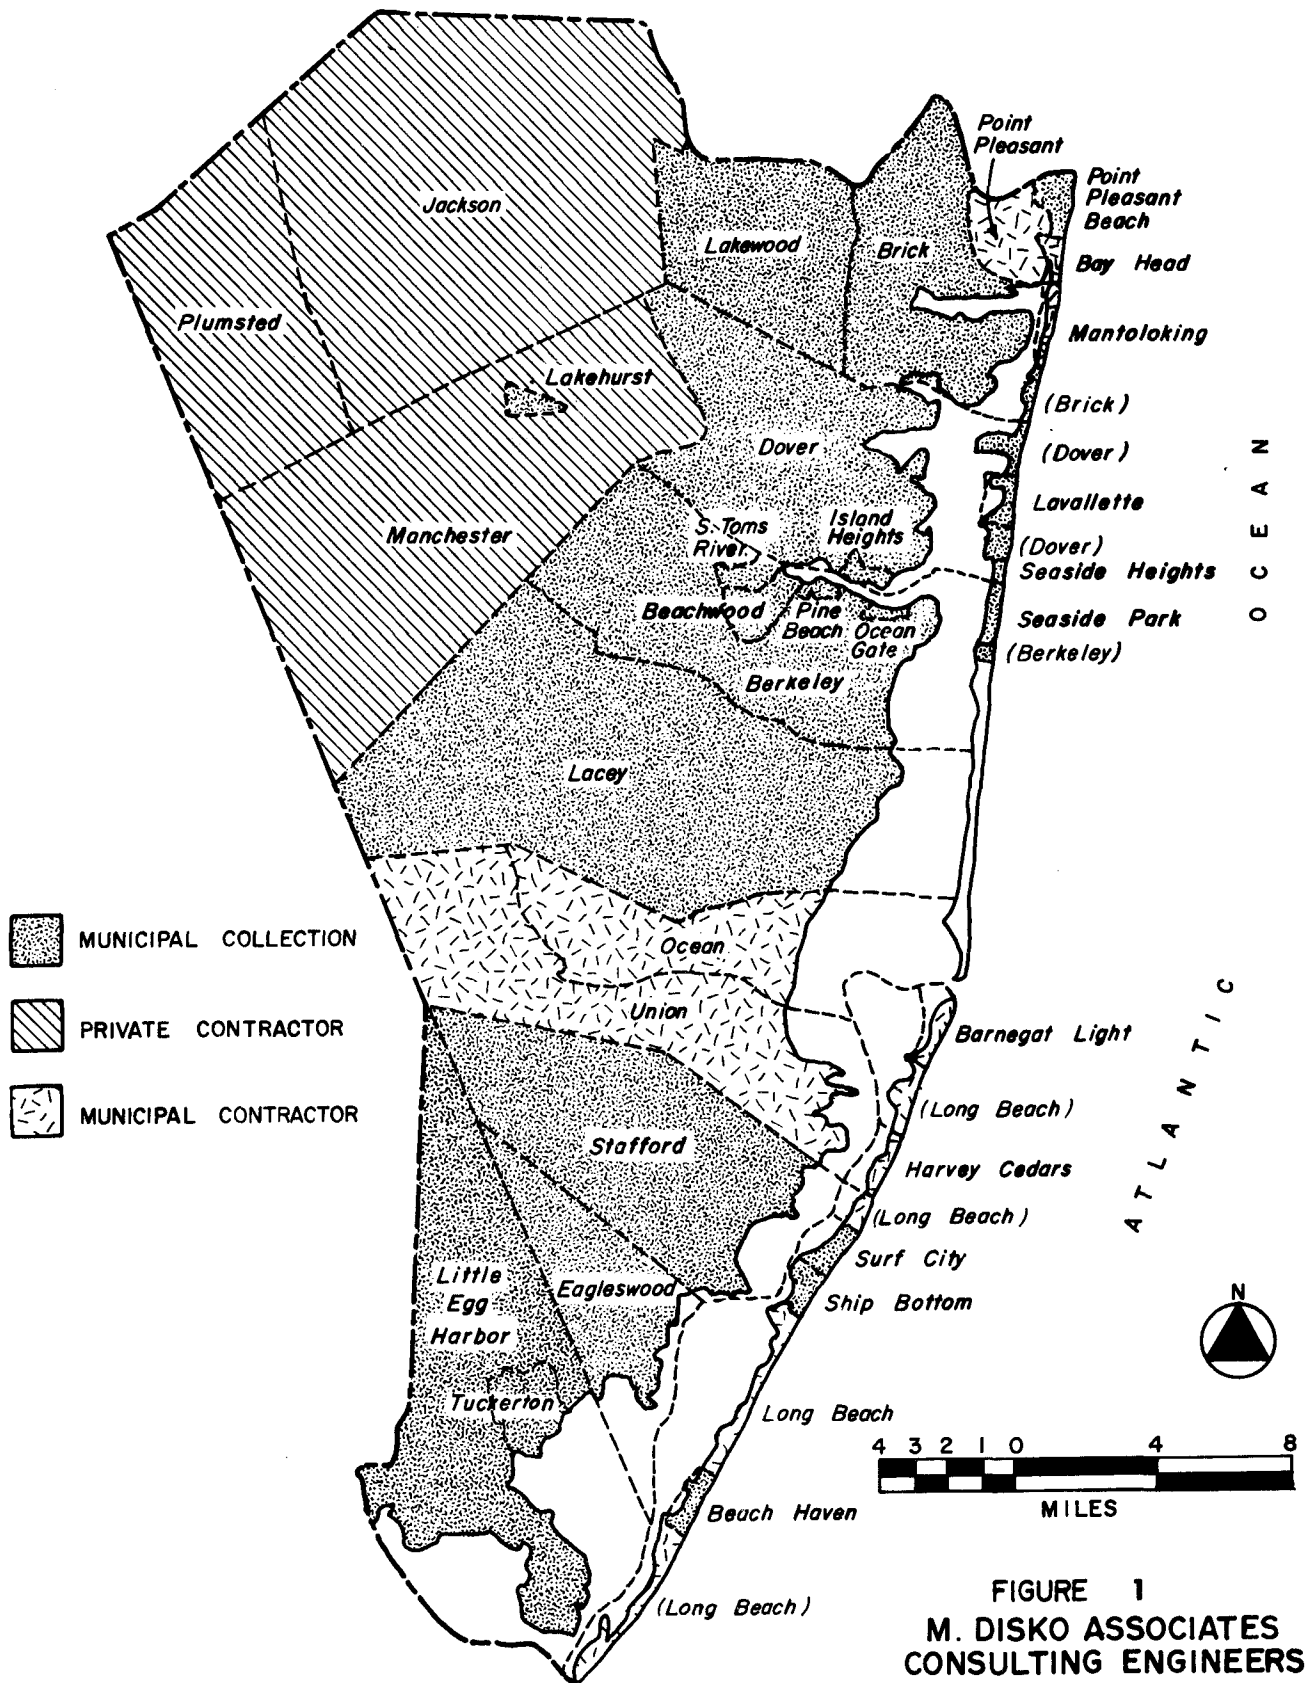 Point
Pleasant
Point
Pleasant
Beach
Jackson
Lakewood
Brick
Bay Head
Plumsted
Mantoloking
Lakehurst
(Brick)
Dover
(Dover)
Lavallette
Manchester
S. Toms
River
Island
Heights
(Dover)
Seaside Heights
Beachwood
Pine
Beach
Ocean
Gate
Seaside Park
(Berkeley)
Berkeley
OCEAN
Lacey
MUNICIPAL COLLECTION
PRIVATE CONTRACTOR
MUNICIPAL CONTRACTOR
Ocean
Union
Barnegat Light
(Long Beach)
Stafford
Harvey Cedars
(Long Beach)
ATLANTIC
Surf City
Little
Egg
Harbor
Eagleswood
Ship Bottom
N
Tuckerton
Long Beach
4 3 2 1 0 4 8
MILES
Beach Haven
(Long Beach)
FIGURE 1
M. DISKO ASSOCIATES
CONSULTING ENGINEERS